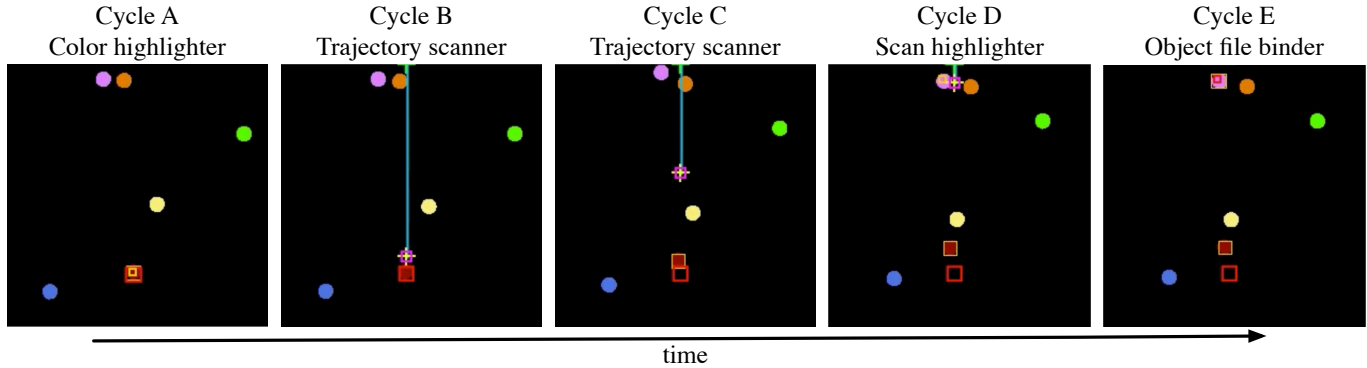 Cycle A
Color highlighter
Cycle B
Trajectory scanner
Cycle C
Trajectory scanner
Cycle D
Scan highlighter
Cycle E
Object file binder
time